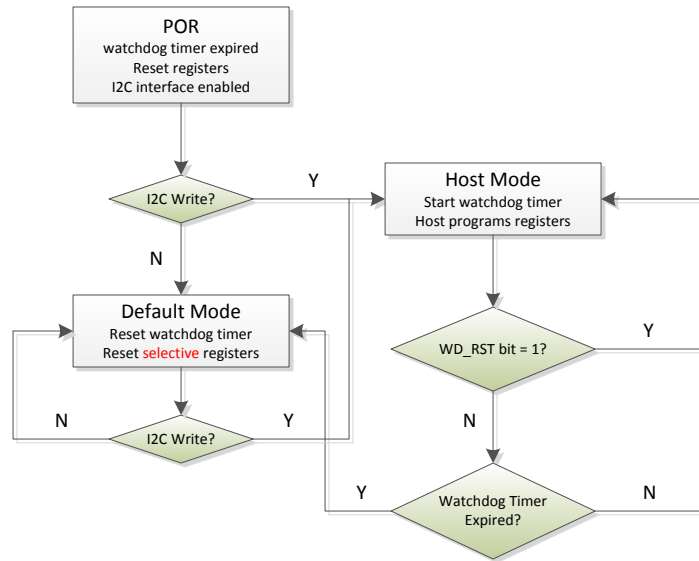 POR
watchdog timer expired
Reset registers
I2C interface enabled
I2C Write?
Y
N
Host Mode
Start watchdog timer
Host programs registers
Default Mode
Reset watchdog timer
Reset selective registers
WD_RST bit = 1?
Y
N
I2C Write?
N
Y
Watchdog Timer
Expired?
Y
N